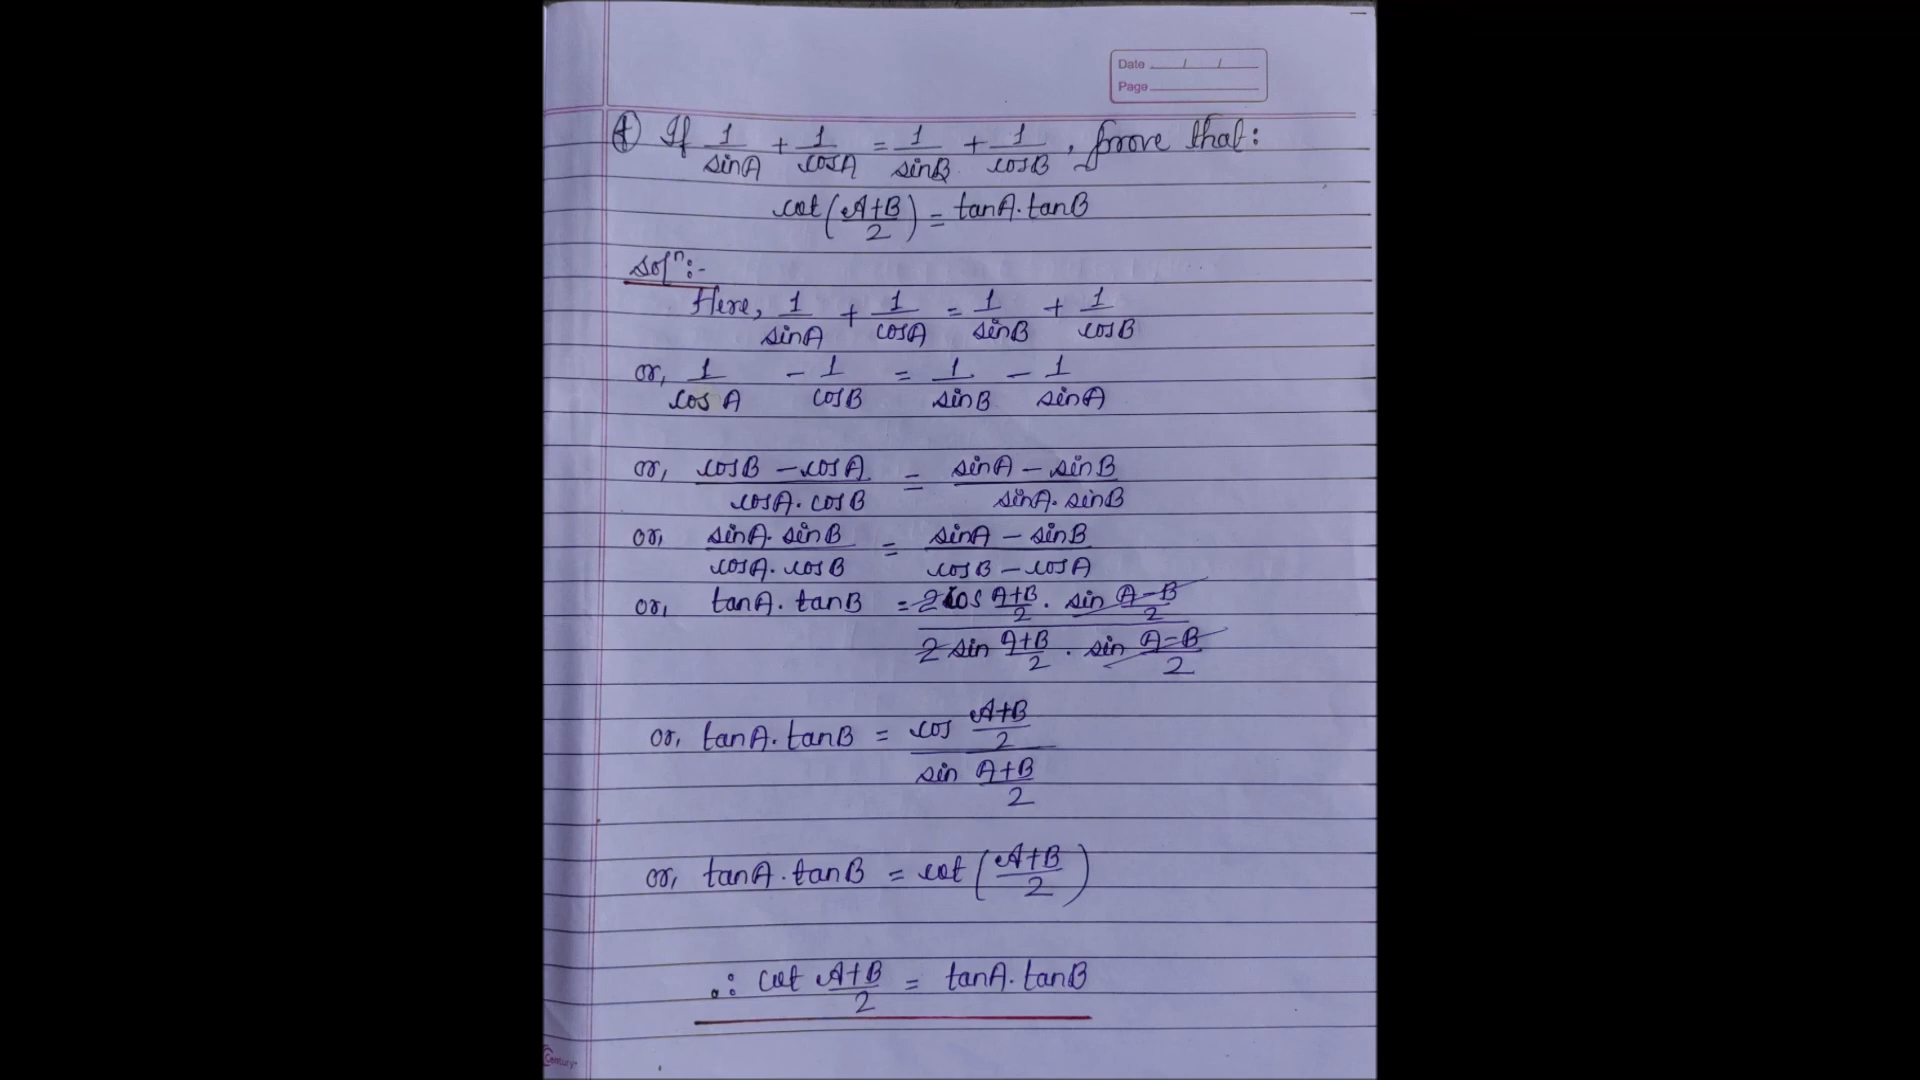 Date / /
Page
④ If 1/sinA + 1/cosA = 1/sinB + 1/cosB, prove that:
cot(A+B/2) = tanA.tanB
Solⁿ:-
Here, 1/sinA + 1/cosA = 1/sinB + 1/cosB
or, 1/cosA - 1/cosB = 1/sinB - 1/sinA
or, cosB - cosA/cosA.cosB = sinA - sinB/sinA.sinB
or, sinA.sinB/cosA.cosB = sinA - sinB/cosB - cosA
or, tanA.tanB = 2cos A+B/2 . sin A-B/2 / 2 sin A+B/2 . sin A-B/2
or, tanA.tanB = cos A+B/2 / sin A+B/2
or, tanA.tanB = cot(A+B/2)
∴ cot A+B/2 = tanA.tanB
Century